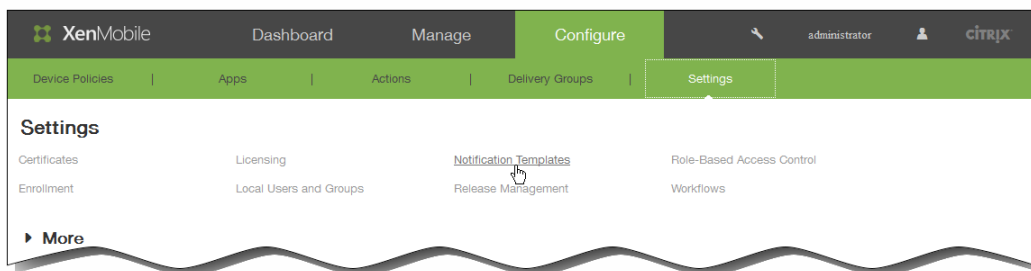 XenMobile Dashboard Manage Configure administrator CITRIX
Device Policies | Apps | Actions | Delivery Groups | Settings
Settings
Certificates Licensing Notification Templates Role-Based Access Control
Enrollment Local Users and Groups Release Management Workflows
More